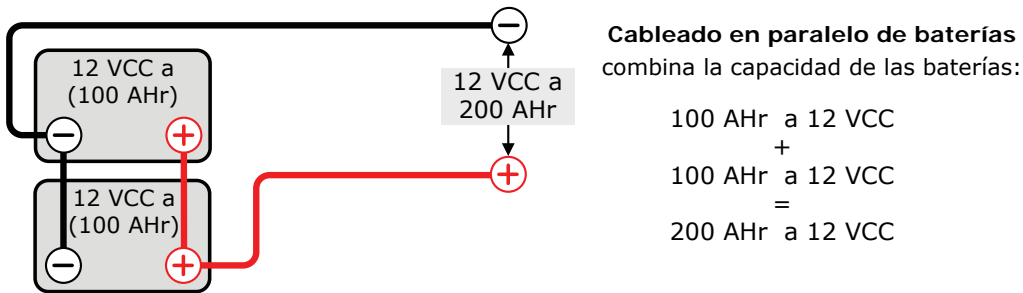 12 VCC a
(100 AHr)
12 VCC a
(100 AHr)
12 VCC a
200 AHr
Cableado en paralelo de baterías
combina la capacidad de las baterías:
100 AHr a 12 VCC
+
100 AHr a 12 VCC
=
200 AHr a 12 VCC